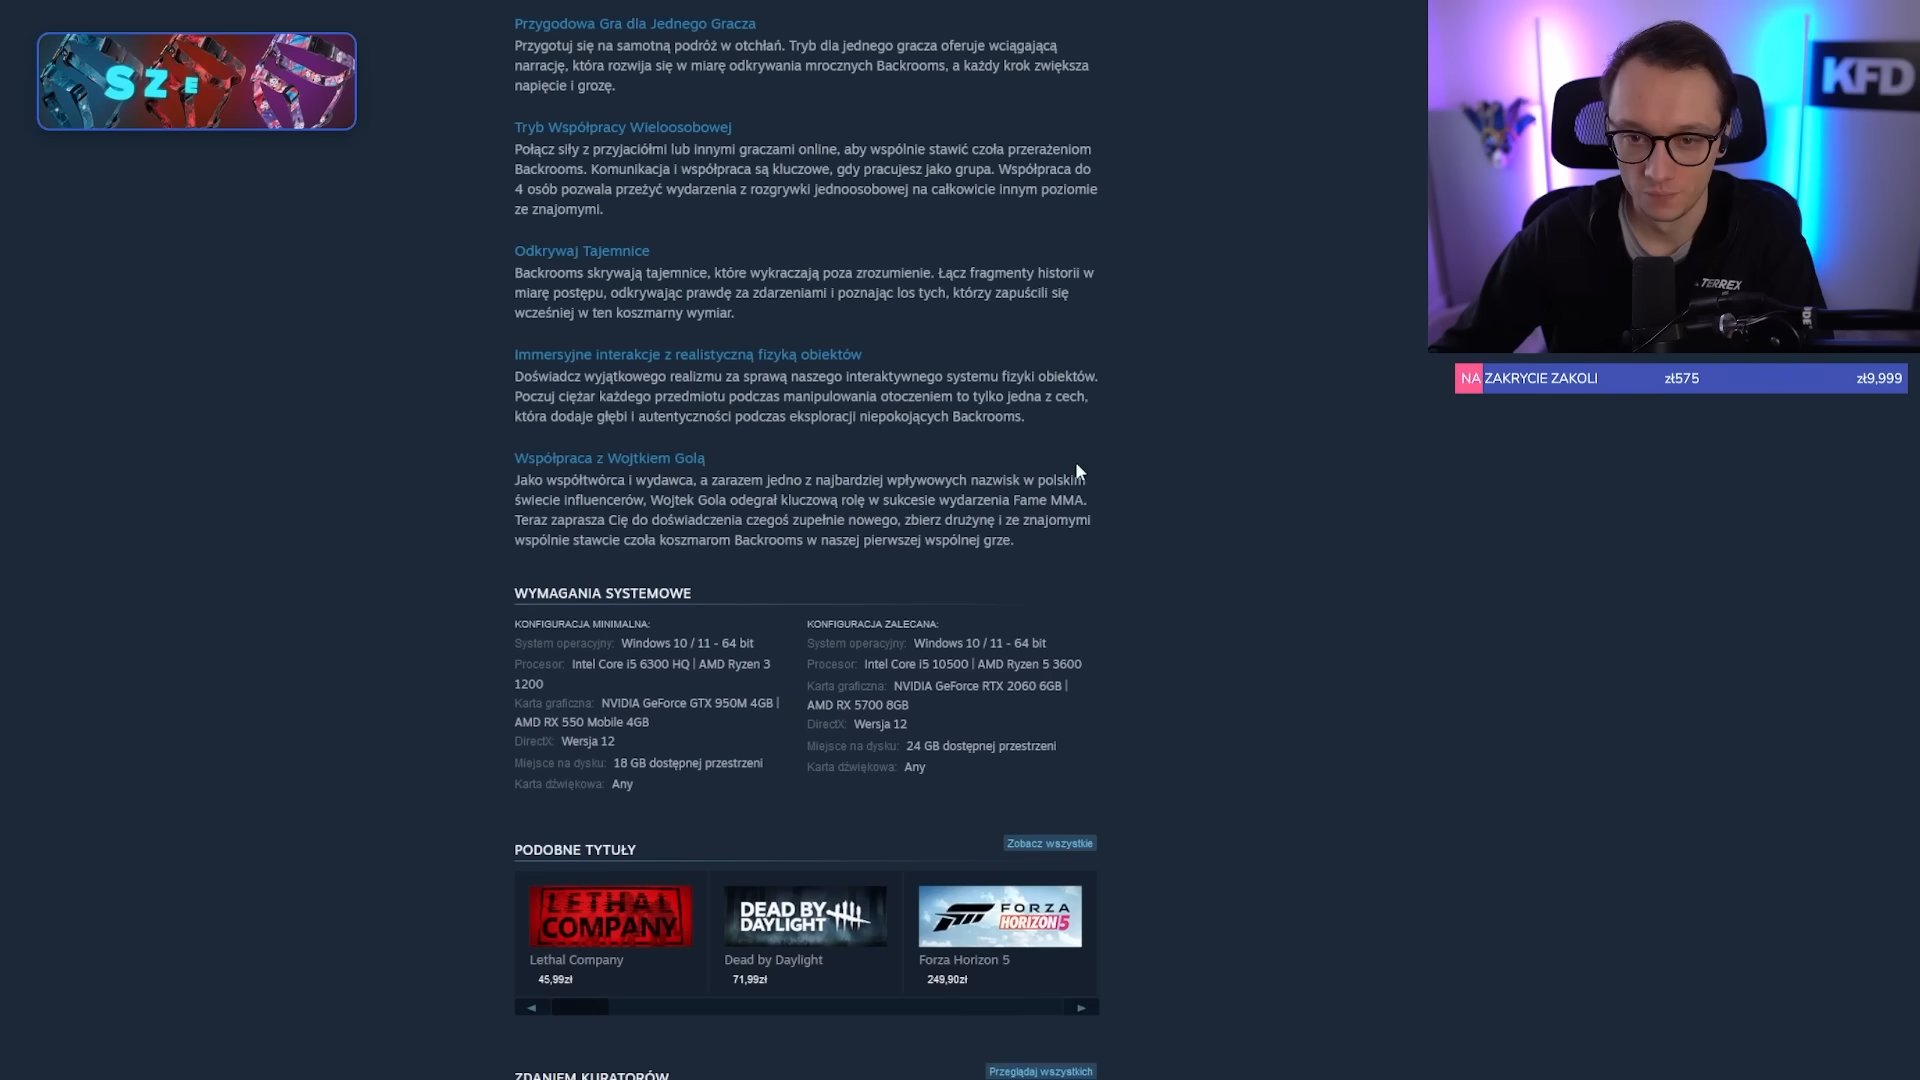 Przygodowa Gra dla Jednego Gracza
Przygotuj się na samotną podróż w otchłań. Tryb dla jednego gracza oferuje wciągającą
narrację, która rozwija się w miarę odkrywania mrocznych Backrooms, a każdy krok zwiększa
napięcie i grozę.
Tryb Współpracy Wieloosobowej
Połącz siły z przyjaciółmi lub innymi graczami online, aby wspólnie stawić czoła przerażeniom
Backrooms. Komunikacja i współpraca są kluczowe, gdy pracujesz jako grupa. Współpraca do
4 osób pozwala przeżyć wydarzenia z rozgrywki jednoosobowej na całkowicie innym poziomie
ze znajomymi.
Odkrywaj Tajemnice
Backrooms skrywają tajemnice, które wykraczają poza zrozumienie. Łącz fragmenty historii w
miarę postępu, odkrywając prawdę za zdarzeniami i poznając los tych, którzy zapuścili się
wcześniej w ten koszmarny wymiar.
Immersyjne interakcje z realistyczną fizyką obiektów
Doświadcz wyjątkowego realizmu za sprawą naszego interaktywnego systemu fizyki obiektów.
Poczuj ciężar każdego przedmiotu podczas manipulowania otoczeniem to tylko jedna z cech,
która dodaje głębi i autentyczności podczas eksploracji niepokojących Backrooms.
Współpraca z Wojtkiem Golą
Jako współtwórca i wydawca, a zarazem jedno z najbardziej wpływowych nazwisk w polskim
świecie influencerów, Wojtek Gola odegrał kluczową rolę w sukcesie wydarzenia Fame MMA.
Teraz zaprasza Cię do doświadczenia czegoś zupełnie nowego, zbierz drużynę i ze znajomymi
wspólnie stawcie czoła koszmarom Backrooms w naszej pierwszej wspólnej grze.
WYMAGANIA SYSTEMOWE
KONFIGURACJA MINIMALNA:
System operacyjny: Windows 10 / 11 - 64 bit
Procesor: Intel Core i5 6300 HQ | AMD Ryzen 3
1200
Karta graficzna: NVIDIA GeForce GTX 950M 4GB |
AMD RX 550 Mobile 4GB
DirectX: Wersja 12
Miejsce na dysku: 18 GB dostępnej przestrzeni
Karta dźwiękowa: Any
KONFIGURACJA ZALECANA:
System operacyjny: Windows 10 / 11 - 64 bit
Procesor: Intel Core i5 10500 | AMD Ryzen 5 3600
Karta graficzna: NVIDIA GeForce RTX 2060 6GB |
AMD RX 5700 8GB
DirectX: Wersja 12
Miejsce na dysku: 24 GB dostępnej przestrzeni
Karta dźwiękowa: Any
PODOBNE TYTUŁY
Zobacz wszystkie
LETHAL
COMPANY
DEAD BY
DAYLIGHT
FORZA
HORIZON 5
Lethal Company
45,99zł
Dead by Daylight
71,99zł
Forza Horizon 5
249,90zł
ZDANIEM KURATORÓW
Przeglądaj wszystkich
SZE
KFD
TERREX
NA ZAKRYCIE ZAKOLI zł575 zł9,999